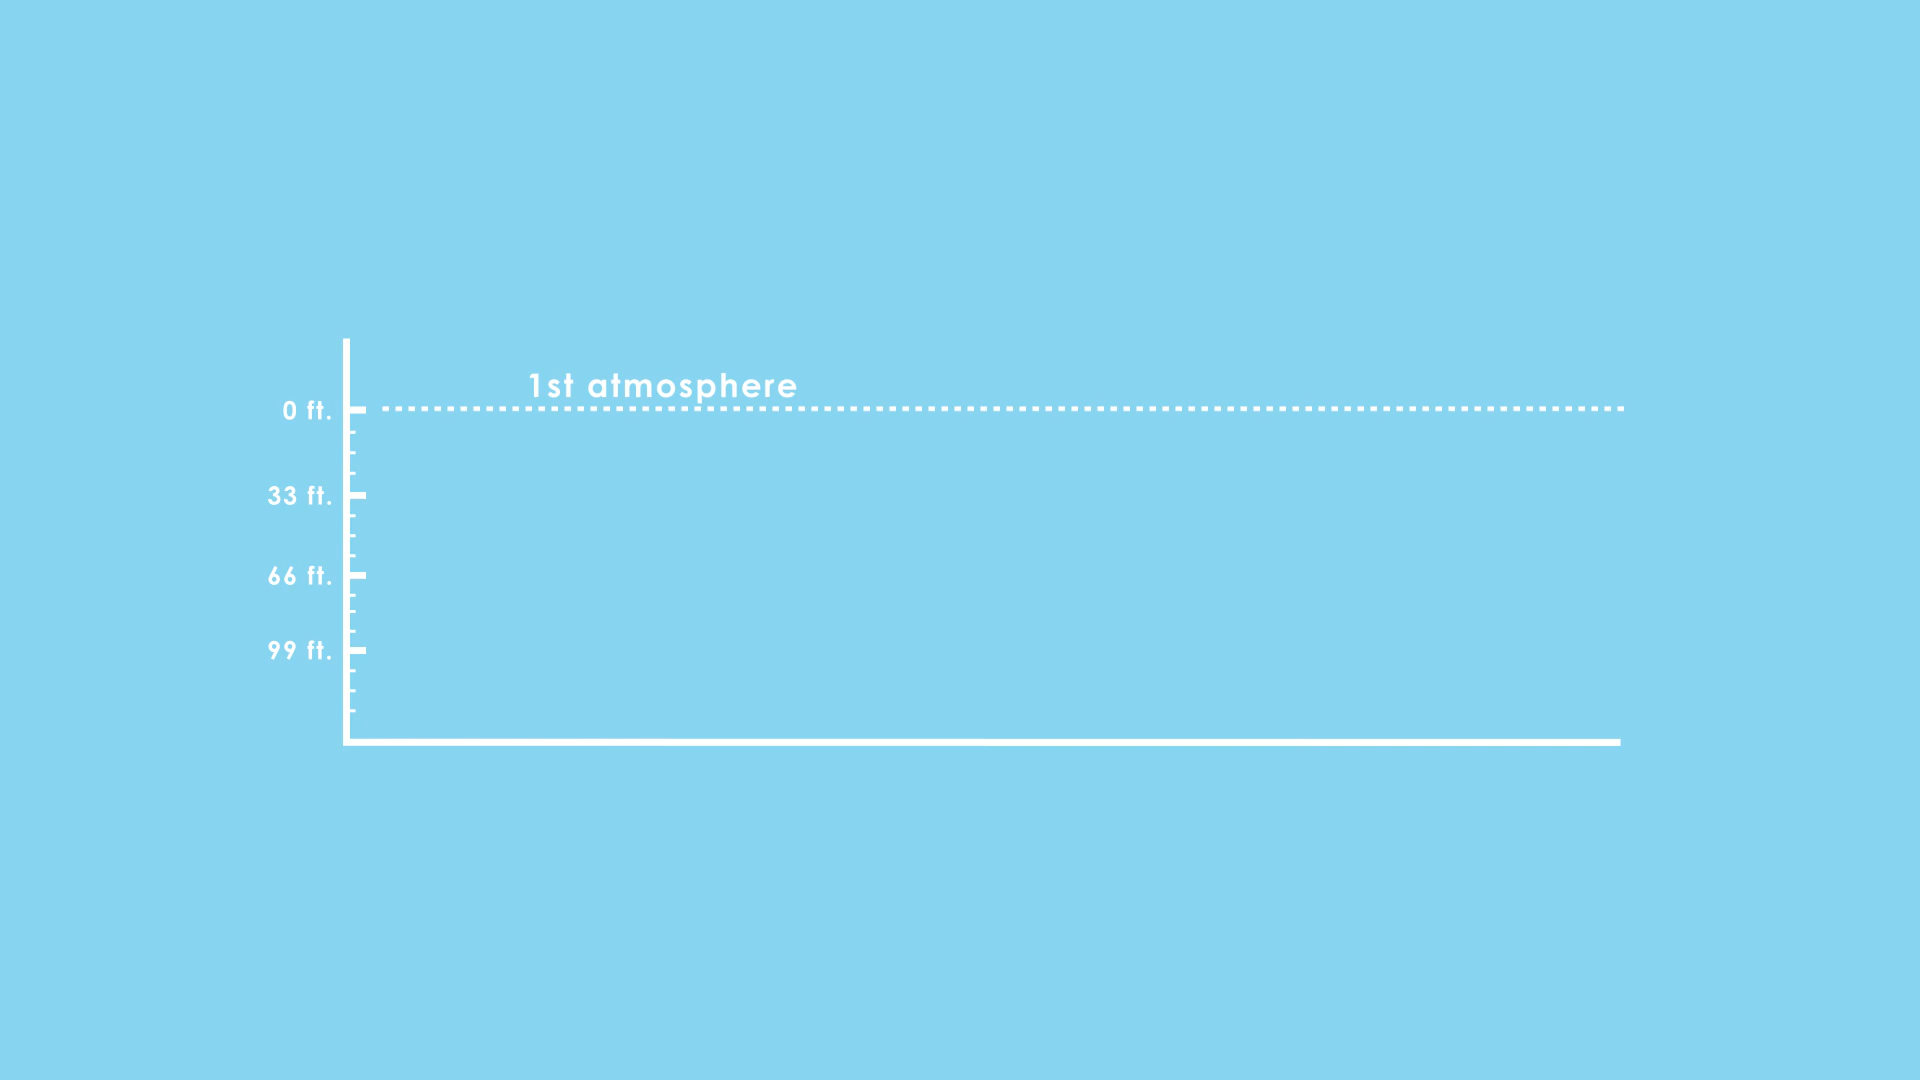 1st atmosphere
0 ft.
33 ft.
66 ft.
99 ft.